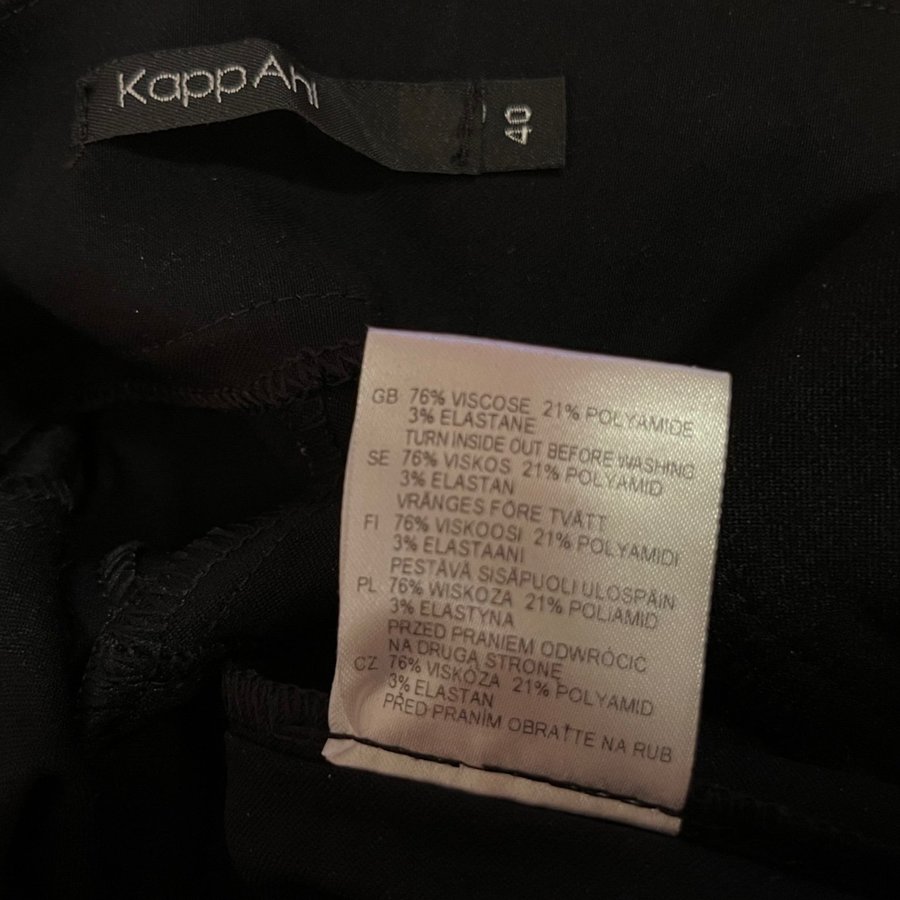 KappAhl
40
GB 76% VISCOSE 21% POLYAMIDE
3% ELASTANE
TURN INSIDE OUT BEFORE WASHING
SE 76% VISKOS 21% POLYAMID
3% ELASTAN
VRÄNGES FÖRE TVÄTT
FI 76% VISKOOSI 21% POLYAMIDI
3% ELASTAANI
PESTÄVÄ SISÄPUOLI ULOSPÄIN
PL 76% WISKOZA 21% POLIAMID
3% ELASTYNA
PRZED PRANIEM ODWRÓCIĆ
NA DRUGĄ STRONĘ
CZ 76% VISKÓZA 21% POLYAMID
3% ELASTAN
PŘED PRANÍM OBRAŤTE NA RUB